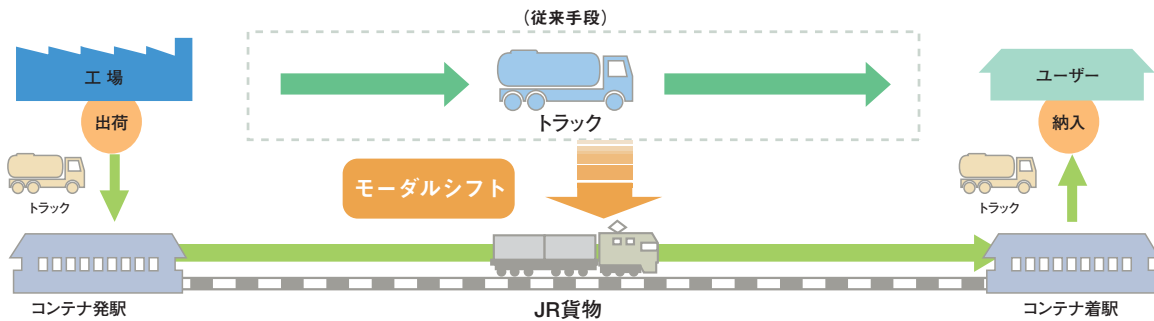 (従来手段)
工場
ユーザー
出荷
納入
トラック
モーダルシフト
トラック
トラック
コンテナ発駅
JR貨物
コンテナ着駅